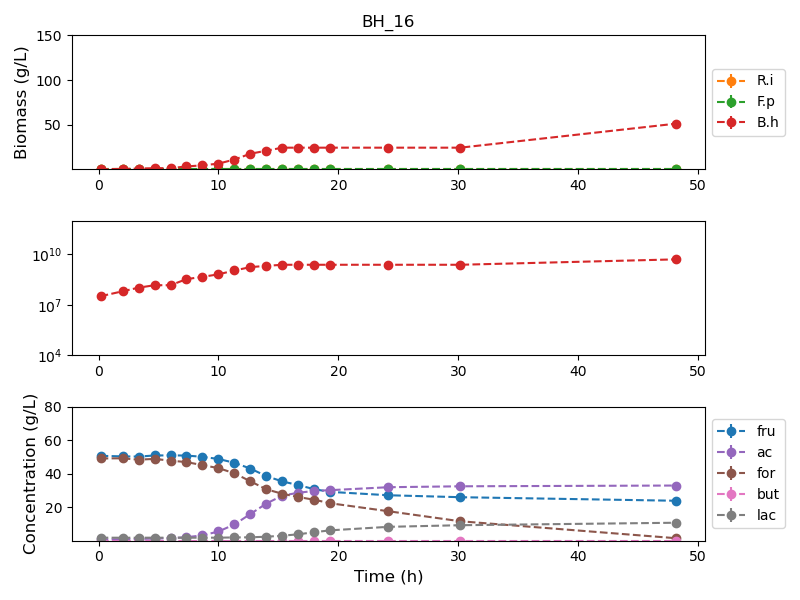 BH_16
Biomass (g/L)
150
100
50
0 10 20 30 40 50
R.i
F.p
B.h
10^10
10^7
10^4
0 10 20 30 40 50
Concentration (g/L)
80
60
40
20
0 10 20 30 40 50
Time (h)
fru
ac
for
but
lac